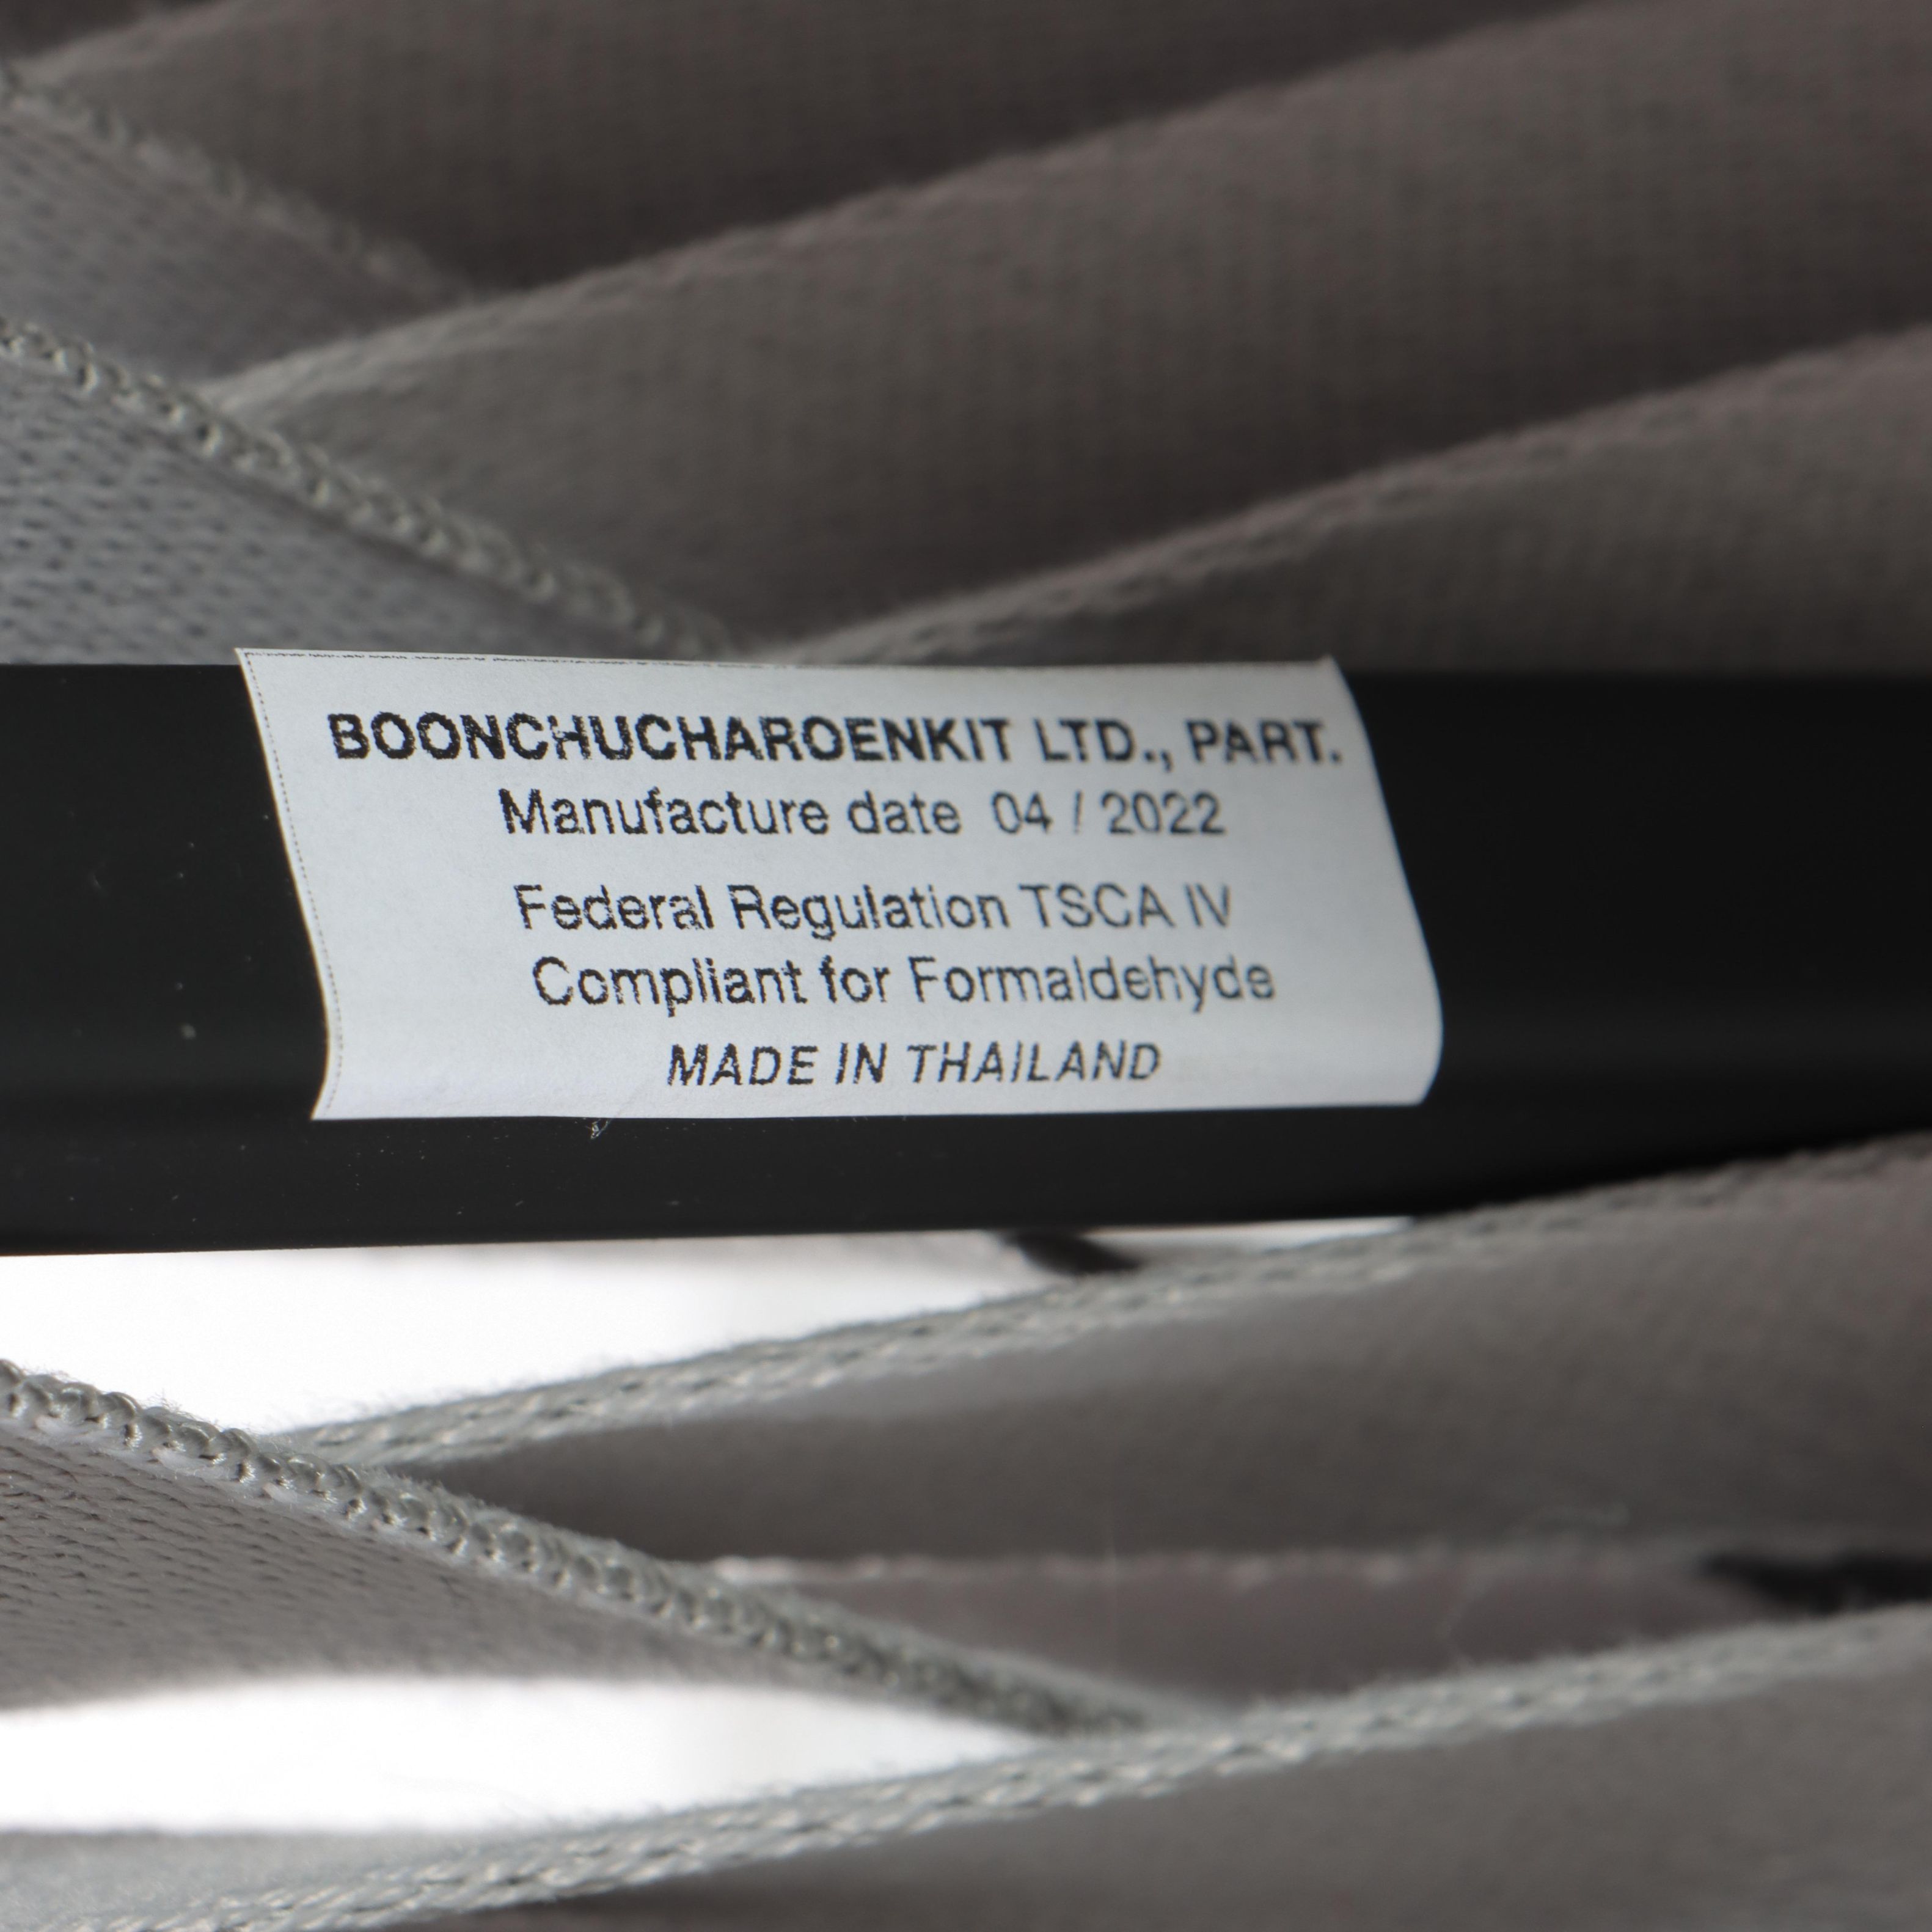 BOONCHUCHAROENKIT LTD., PART.
Manufacture date 04 / 2022
Federal Regulation TSCA IV
Compliant for Formaldehyde
MADE IN THAILAND